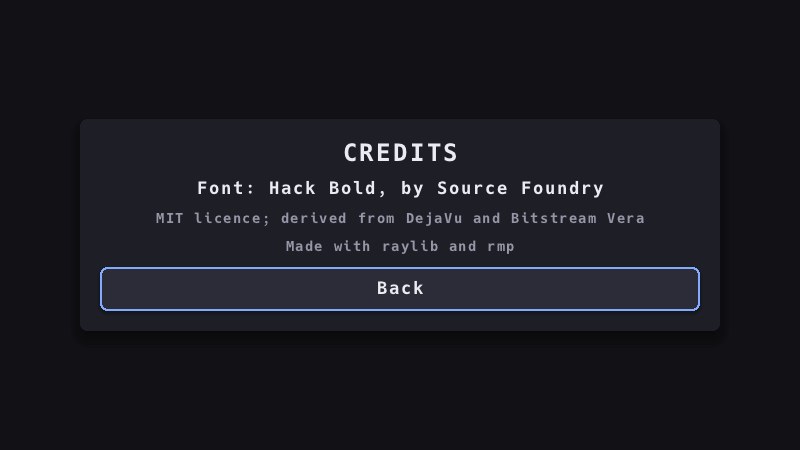 CREDITS
Font: Hack Bold, by Source Foundry
MIT licence; derived from DejaVu and Bitstream Vera
Made with raylib and rmp
Back